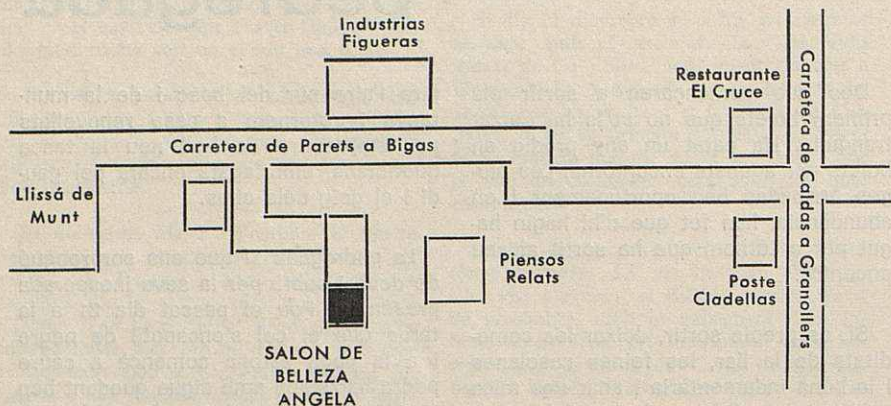 Industrias
Figueras
Restaurante
El Cruce
Carretera de Caldas a Granollers
Carretera de Parets a Bigas
Llissá de
Munt
Piensos
Relats
Poste
Cladellas
SALON DE
BELLEZA
ANGELA